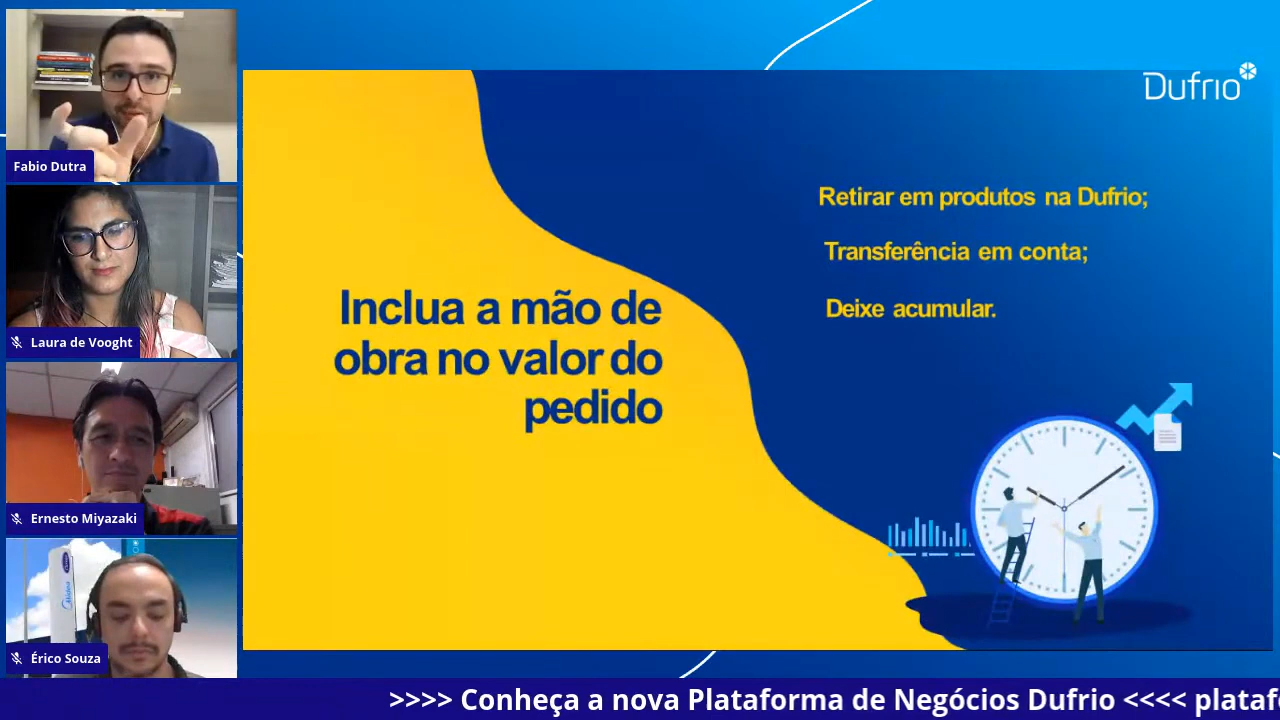 Fabio Dutra
Laura de Vooght
Ernesto Miyazaki
Érico Souza
Dufrio
Inclua a mão de
obra no valor do
pedido
Retirar em produtos na Dufrio;
Transferência em conta;
Deixe acumular.
>>>> Conheça a nova Plataforma de Negócios Dufrio <<<< plataf